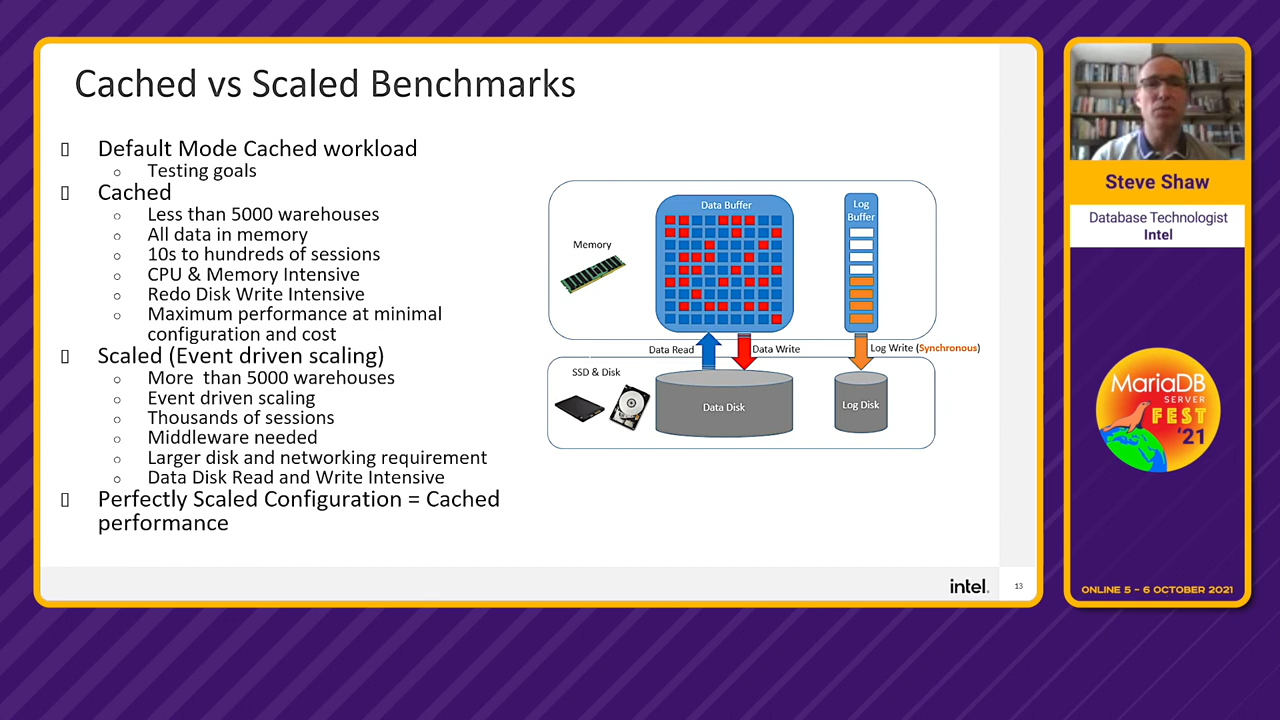 Cached vs Scaled Benchmarks
Default Mode Cached workload
Testing goals
Cached
Less than 5000 warehouses
All data in memory
10s to hundreds of sessions
CPU & Memory Intensive
Redo Disk Write Intensive
Maximum performance at minimal
configuration and cost
Scaled (Event driven scaling)
More than 5000 warehouses
Event driven scaling
Thousands of sessions
Middleware needed
Larger disk and networking requirement
Data Disk Read and Write Intensive
Perfectly Scaled Configuration = Cached
performance
Memory
Data Buffer
Log
Buffer
Data Read
Data Write
Log Write (Synchronous)
SSD & Disk
Data Disk
Log Disk
intel.
13
Steve Shaw
Database Technologist
Intel
MariaDB
SERVER
FEST
'21
ONLINE 5 - 6 OCTOBER 2021